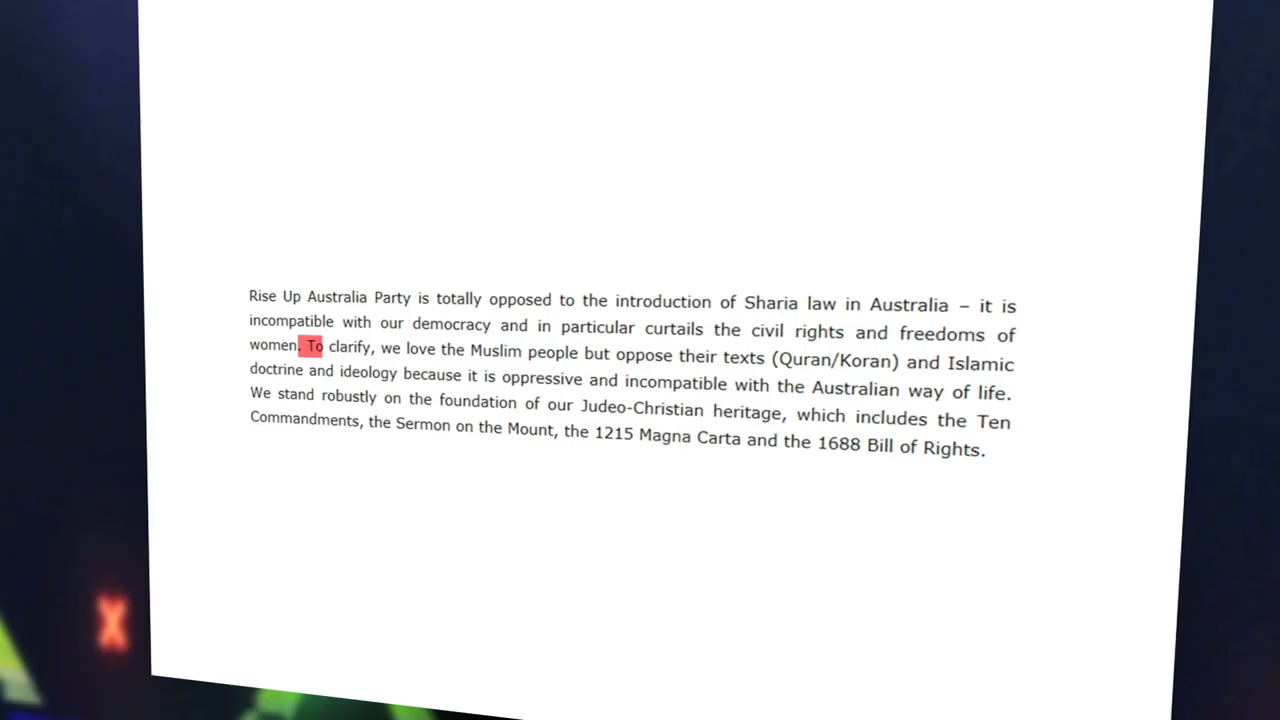 Rise Up Australia Party is totally opposed to the introduction of Sharia law in Australia – it is
incompatible with our democracy and in particular curtails the civil rights and freedoms of
women. To clarify, we love the Muslim people but oppose their texts (Quran/Koran) and Islamic
doctrine and ideology because it is oppressive and incompatible with the Australian way of life.
We stand robustly on the foundation of our Judeo-Christian heritage, which includes the Ten
Commandments, the Sermon on the Mount, the 1215 Magna Carta and the 1688 Bill of Rights.
X